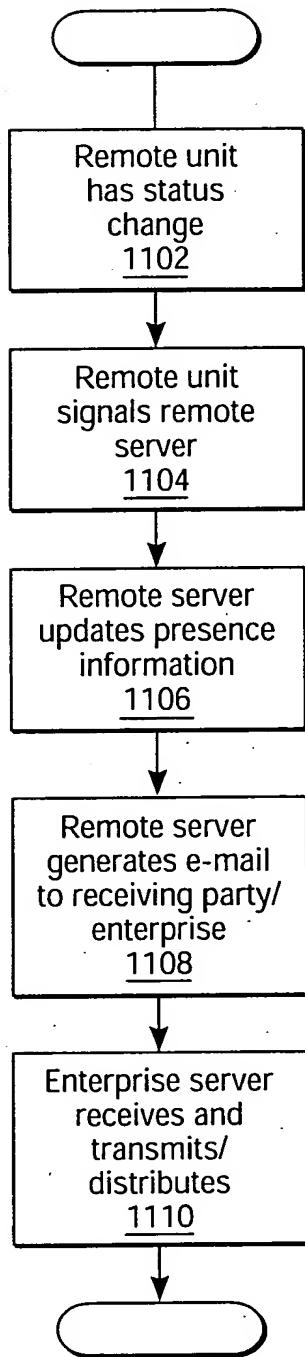 Remote unit
has status
change
1102
Remote unit
signals remote
server
1104
Remote server
updates presence
information
1106
Remote server
generates e-mail
to receiving party/
enterprise
1108
Enterprise server
receives and
transmits/
distributes
1110